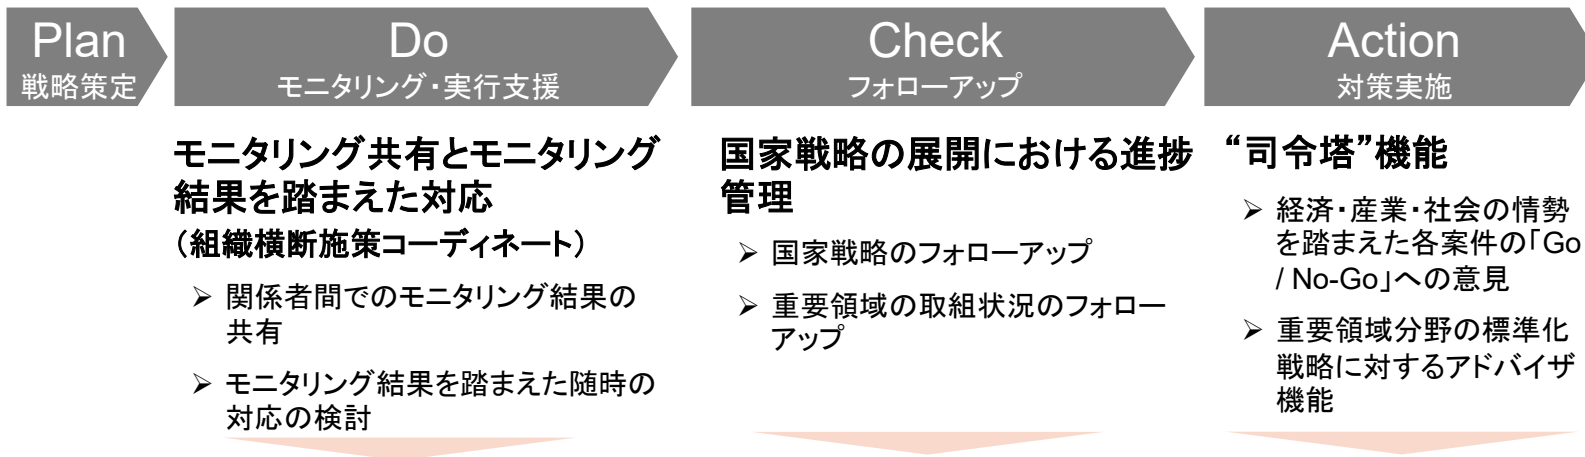 Plan
戦略策定
Do
モニタリング・実行支援
Check
フォローアップ
Action
対策実施
モニタリング共有とモニタリング
結果を踏まえた対応
（組織横断施策コーディネート）
➢ 関係者間でのモニタリング結果の
共有
➢ モニタリング結果を踏まえた随時の
対応の検討
国家戦略の展開における進捗
管理
➢ 国家戦略のフォローアップ
➢ 重要領域の取組状況のフォロー
アップ
“司令塔”機能
➢ 経済・産業・社会の情勢
を踏まえた各案件の「Go
/ No-Go」への意見
➢ 重要領域分野の標準化
戦略に対するアドバイザ
機能